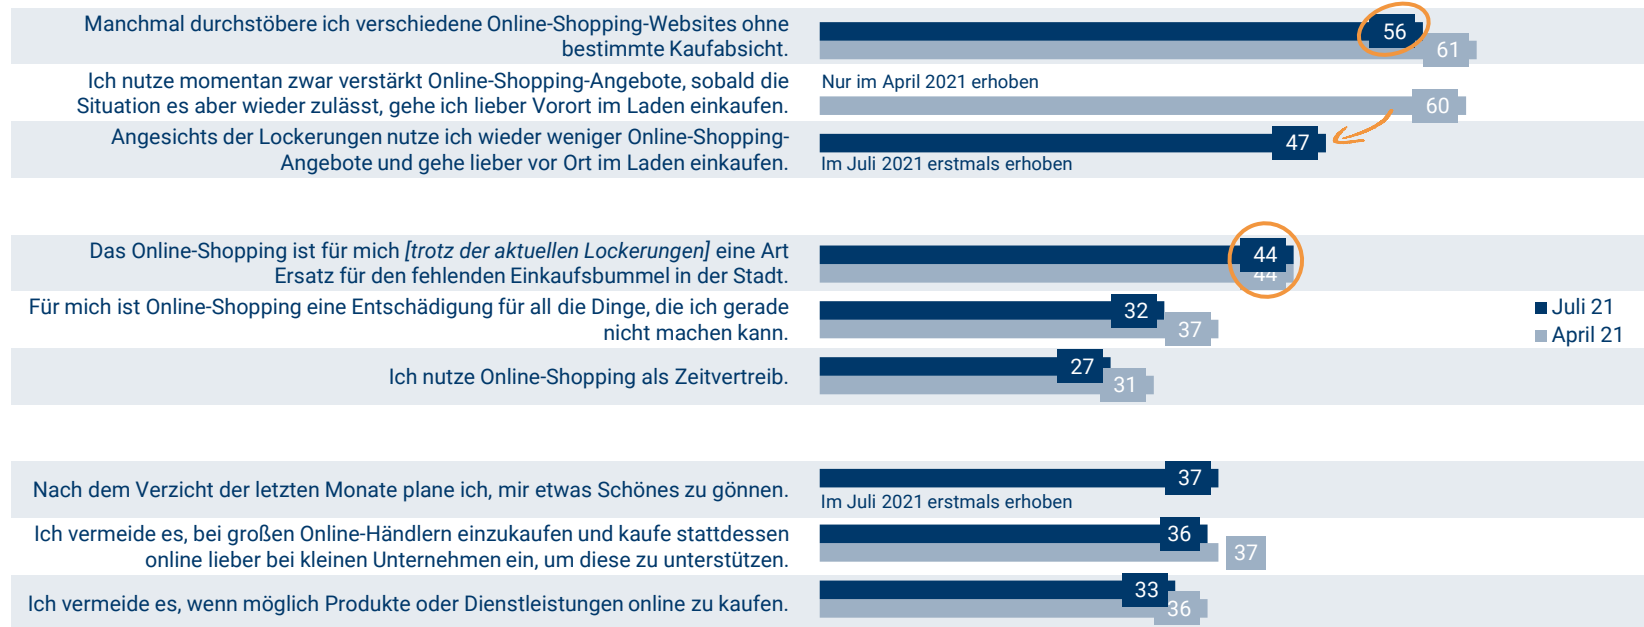 Manchmal durchstöbere ich verschiedene Online-Shopping-Websites ohne
bestimmte Kaufabsicht.
56
61
Ich nutze momentan zwar verstärkt Online-Shopping-Angebote, sobald die
Situation es aber wieder zulässt, gehe ich lieber Vorort im Laden einkaufen.
Nur im April 2021 erhoben
60
Angesichts der Lockerungen nutze ich wieder weniger Online-Shopping-
Angebote und gehe lieber vor Ort im Laden einkaufen.
47
Im Juli 2021 erstmals erhoben
Das Online-Shopping ist für mich [trotz der aktuellen Lockerungen] eine Art
Ersatz für den fehlenden Einkaufsbummel in der Stadt.
44
44
Für mich ist Online-Shopping eine Entschädigung für all die Dinge, die ich gerade
nicht machen kann.
32
37
Juli 21
April 21
Ich nutze Online-Shopping als Zeitvertreib.
27
31
Nach dem Verzicht der letzten Monate plane ich, mir etwas Schönes zu gönnen.
37
Im Juli 2021 erstmals erhoben
Ich vermeide es, bei großen Online-Händlern einzukaufen und kaufe stattdessen
online lieber bei kleinen Unternehmen ein, um diese zu unterstützen.
36
37
Ich vermeide es, wenn möglich Produkte oder Dienstleistungen online zu kaufen.
33
36